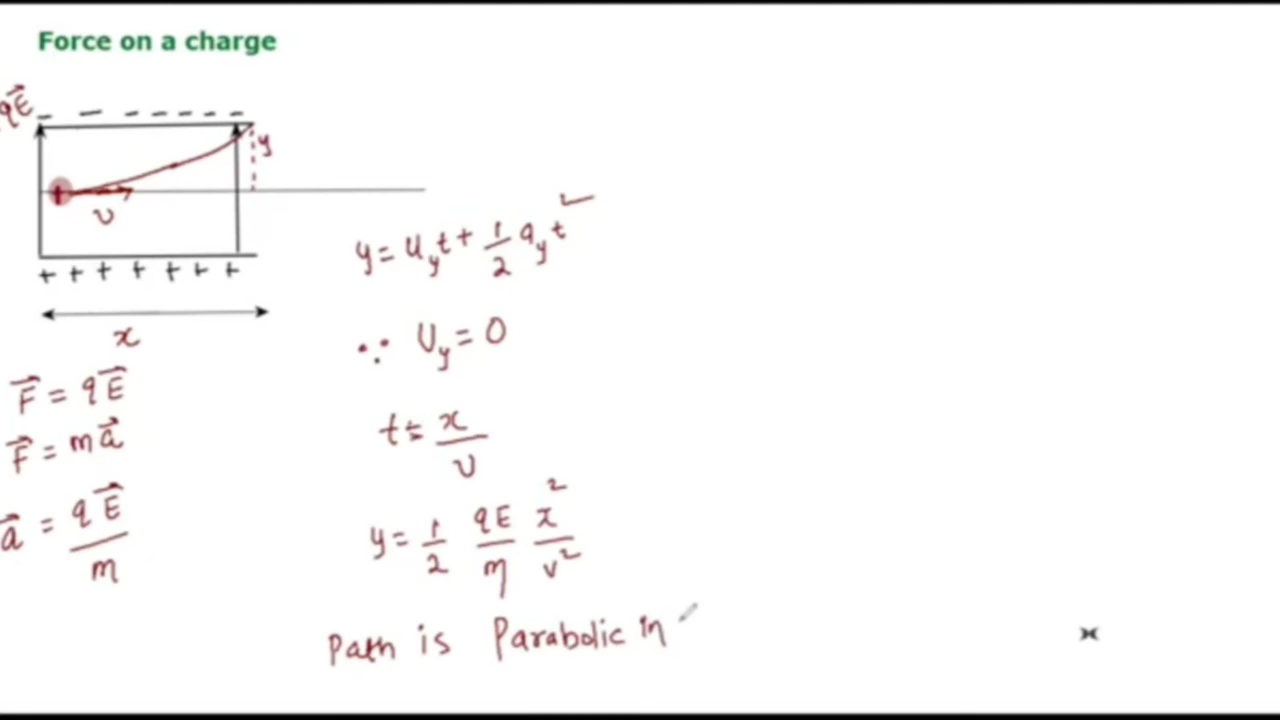 Force on a charge
qE⃗
- - - - - - - -
y
+
v
+ + + + + + +
x
F⃗ = qE⃗
F⃗ = ma⃗
a⃗ = qE⃗/m
y = u_y t + 1/2 a_y t²
∵ U_y = 0
t = x/v
y = 1/2 qE/m x²/v²
Path is Parabolic in